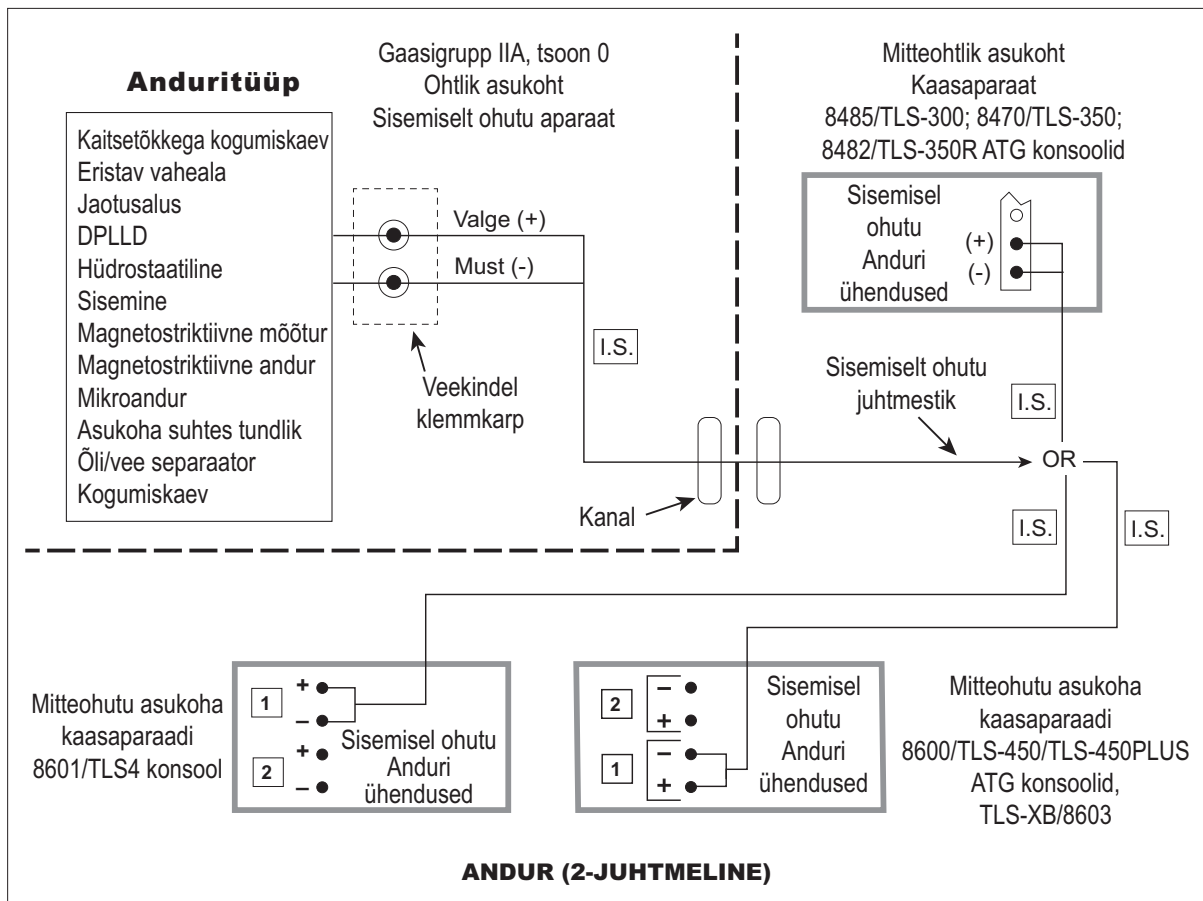 Anduritüüp
Kaitsetõkkega kogumiskaev
Eristav vaheala
Jaotusalus
DPLLD
Hüdrostaatiline
Sisemine
Magnetostriktiivne mõõtur
Magnetostriktiivne andur
Mikroandur
Asukoha suhtes tundlik
Õli/vee separaator
Kogumiskaev
Gaasigrupp IIA, tsoon 0
Ohtlik asukoht
Sisemiselt ohutu aparaat
Valge (+)
Must (-)
I.S.
Veekindel
klemmkarp
Kanal
Mitteohtlik asukoht
Kaasaparaat
8485/TLS-300; 8470/TLS-350;
8482/TLS-350R ATG konsoolid
Sisemisel
ohutu
Anduri
ühendused
(+)
(-)
Sisemiselt ohutu
juhtmestik
I.S.
OR
I.S.
I.S.
Mitteohutu asukoha
kaasaparaadi
8601/TLS4 konsool
1
+
–
2
+
–
Sisemisel ohutu
Anduri
ühendused
2
–
+
1
–
+
Sisemisel
ohutu
Anduri
ühendused
Mitteohutu asukoha
kaasaparaadi
8600/TLS-450/TLS-450PLUS
ATG konsoolid,
TLS-XB/8603
ANDUR (2-JUHTMELINE)